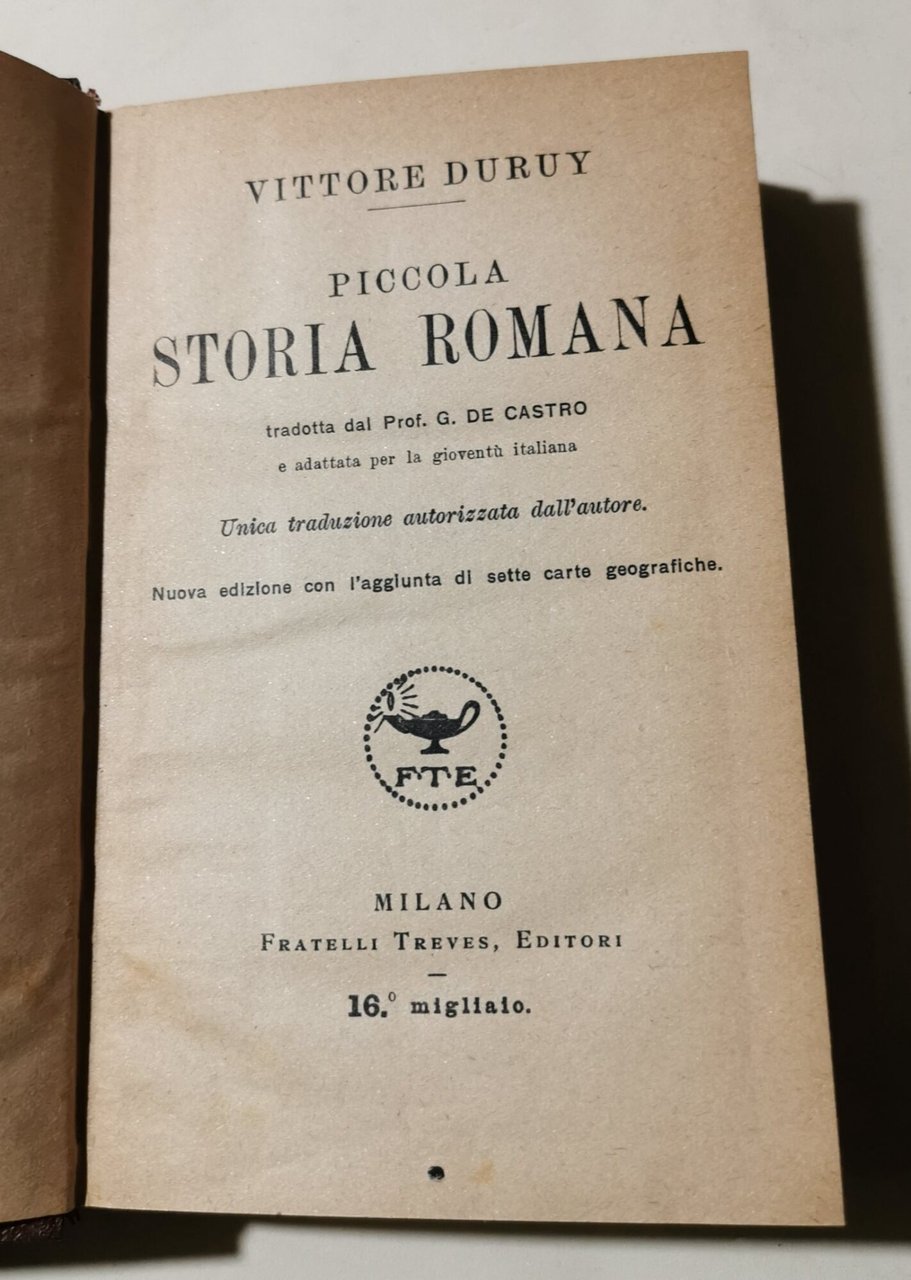 VITTORE DURUY
PICCOLA
STORIA ROMANA
tradotta dal Prof. G. DE CASTRO
e adattata per la gioventù italiana
Unica traduzione autorizzata dall'autore.
Nuova edizione con l'aggiunta di sette carte geografiche.
FTE
MILANO
FRATELLI TREVES, EDITORI
16.º migliaio.